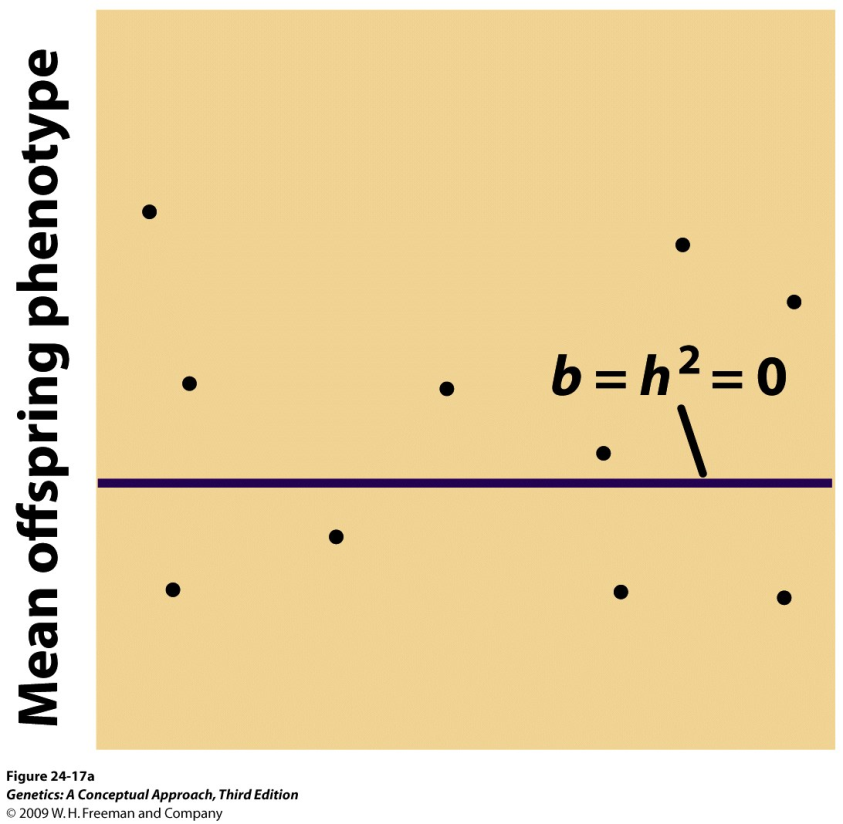 Mean offspring phenotype
b = h² = 0
Figure 24-17a
Genetics: A Conceptual Approach, Third Edition
© 2009 W. H. Freeman and Company